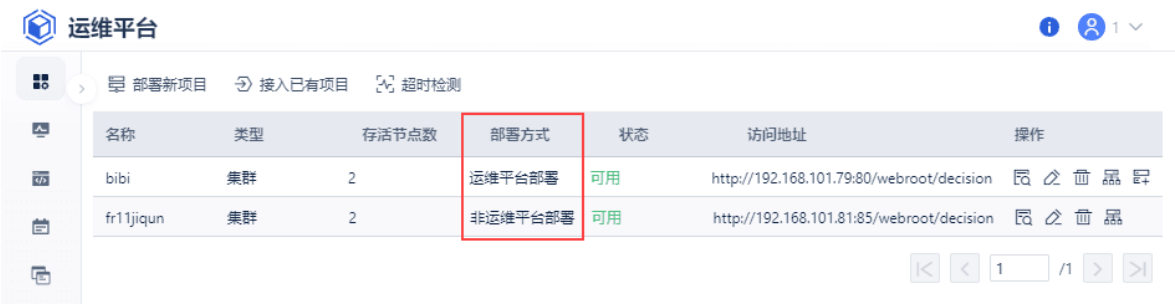 运维平台
1
部署新项目 接入已有项目 超时检测
名称 类型 存活节点数 部署方式 状态 访问地址 操作
bibi 集群 2 运维平台部署 可用 http://192.168.101.79:80/webroot/decision
fr11jiqun 集群 2 非运维平台部署 可用 http://192.168.101.81:85/webroot/decision
1 /1